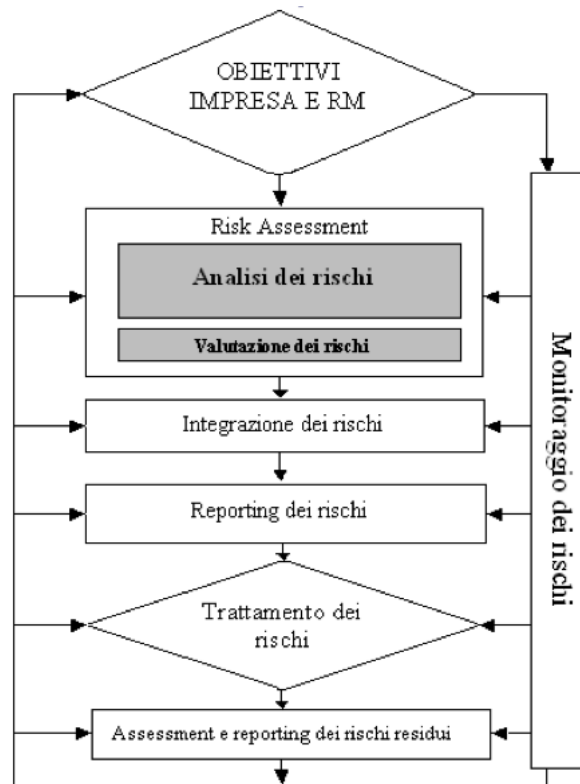 OBIETTIVI
IMPRESA E RM
Risk Assessment
Analisi dei rischi
Valutazione dei rischi
Integrazione dei rischi
Reporting dei rischi
Trattamento dei
rischi
Assessment e reporting dei rischi residui
Monitoraggio dei rischi